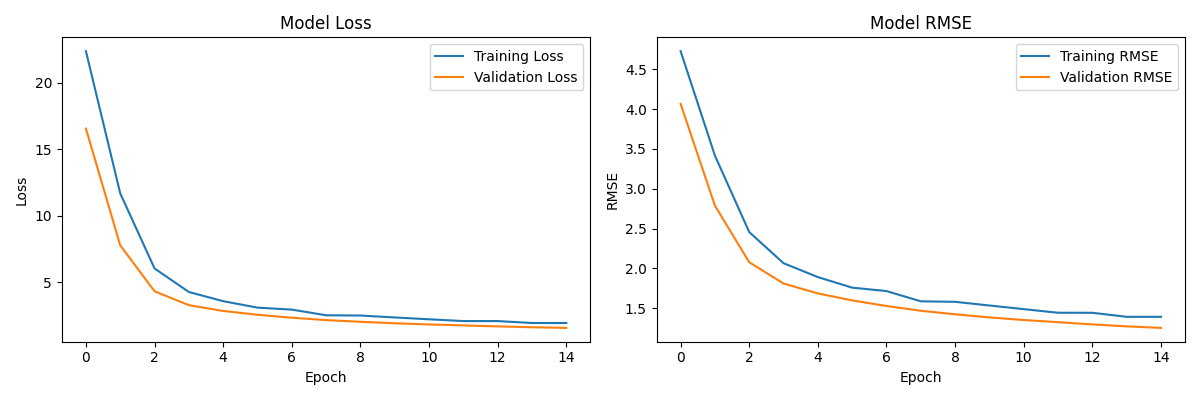 Model Loss
Training Loss
Validation Loss
20
15
10
5
Loss
0 2 4 6 8 10 12 14
Epoch
Model RMSE
Training RMSE
Validation RMSE
4.5
4.0
3.5
3.0
2.5
2.0
1.5
RMSE
0 2 4 6 8 10 12 14
Epoch